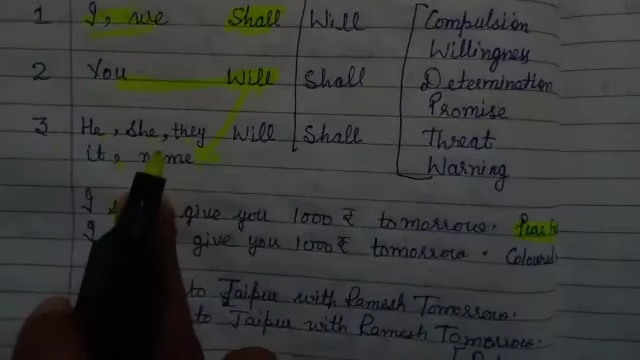 1 I, we Shall Will Compulsion
Willingness
2 You Will Shall Determination
Promise
3 He, She, they Will Shall Threat
it, name Warning
I give you 1000 ₹ tomorrow.
I give you 1000 ₹ tomorrow. Coloured
to Jaipur with Ramesh Tomorrow.
to Jaipur with Ramesh Tomorrow.